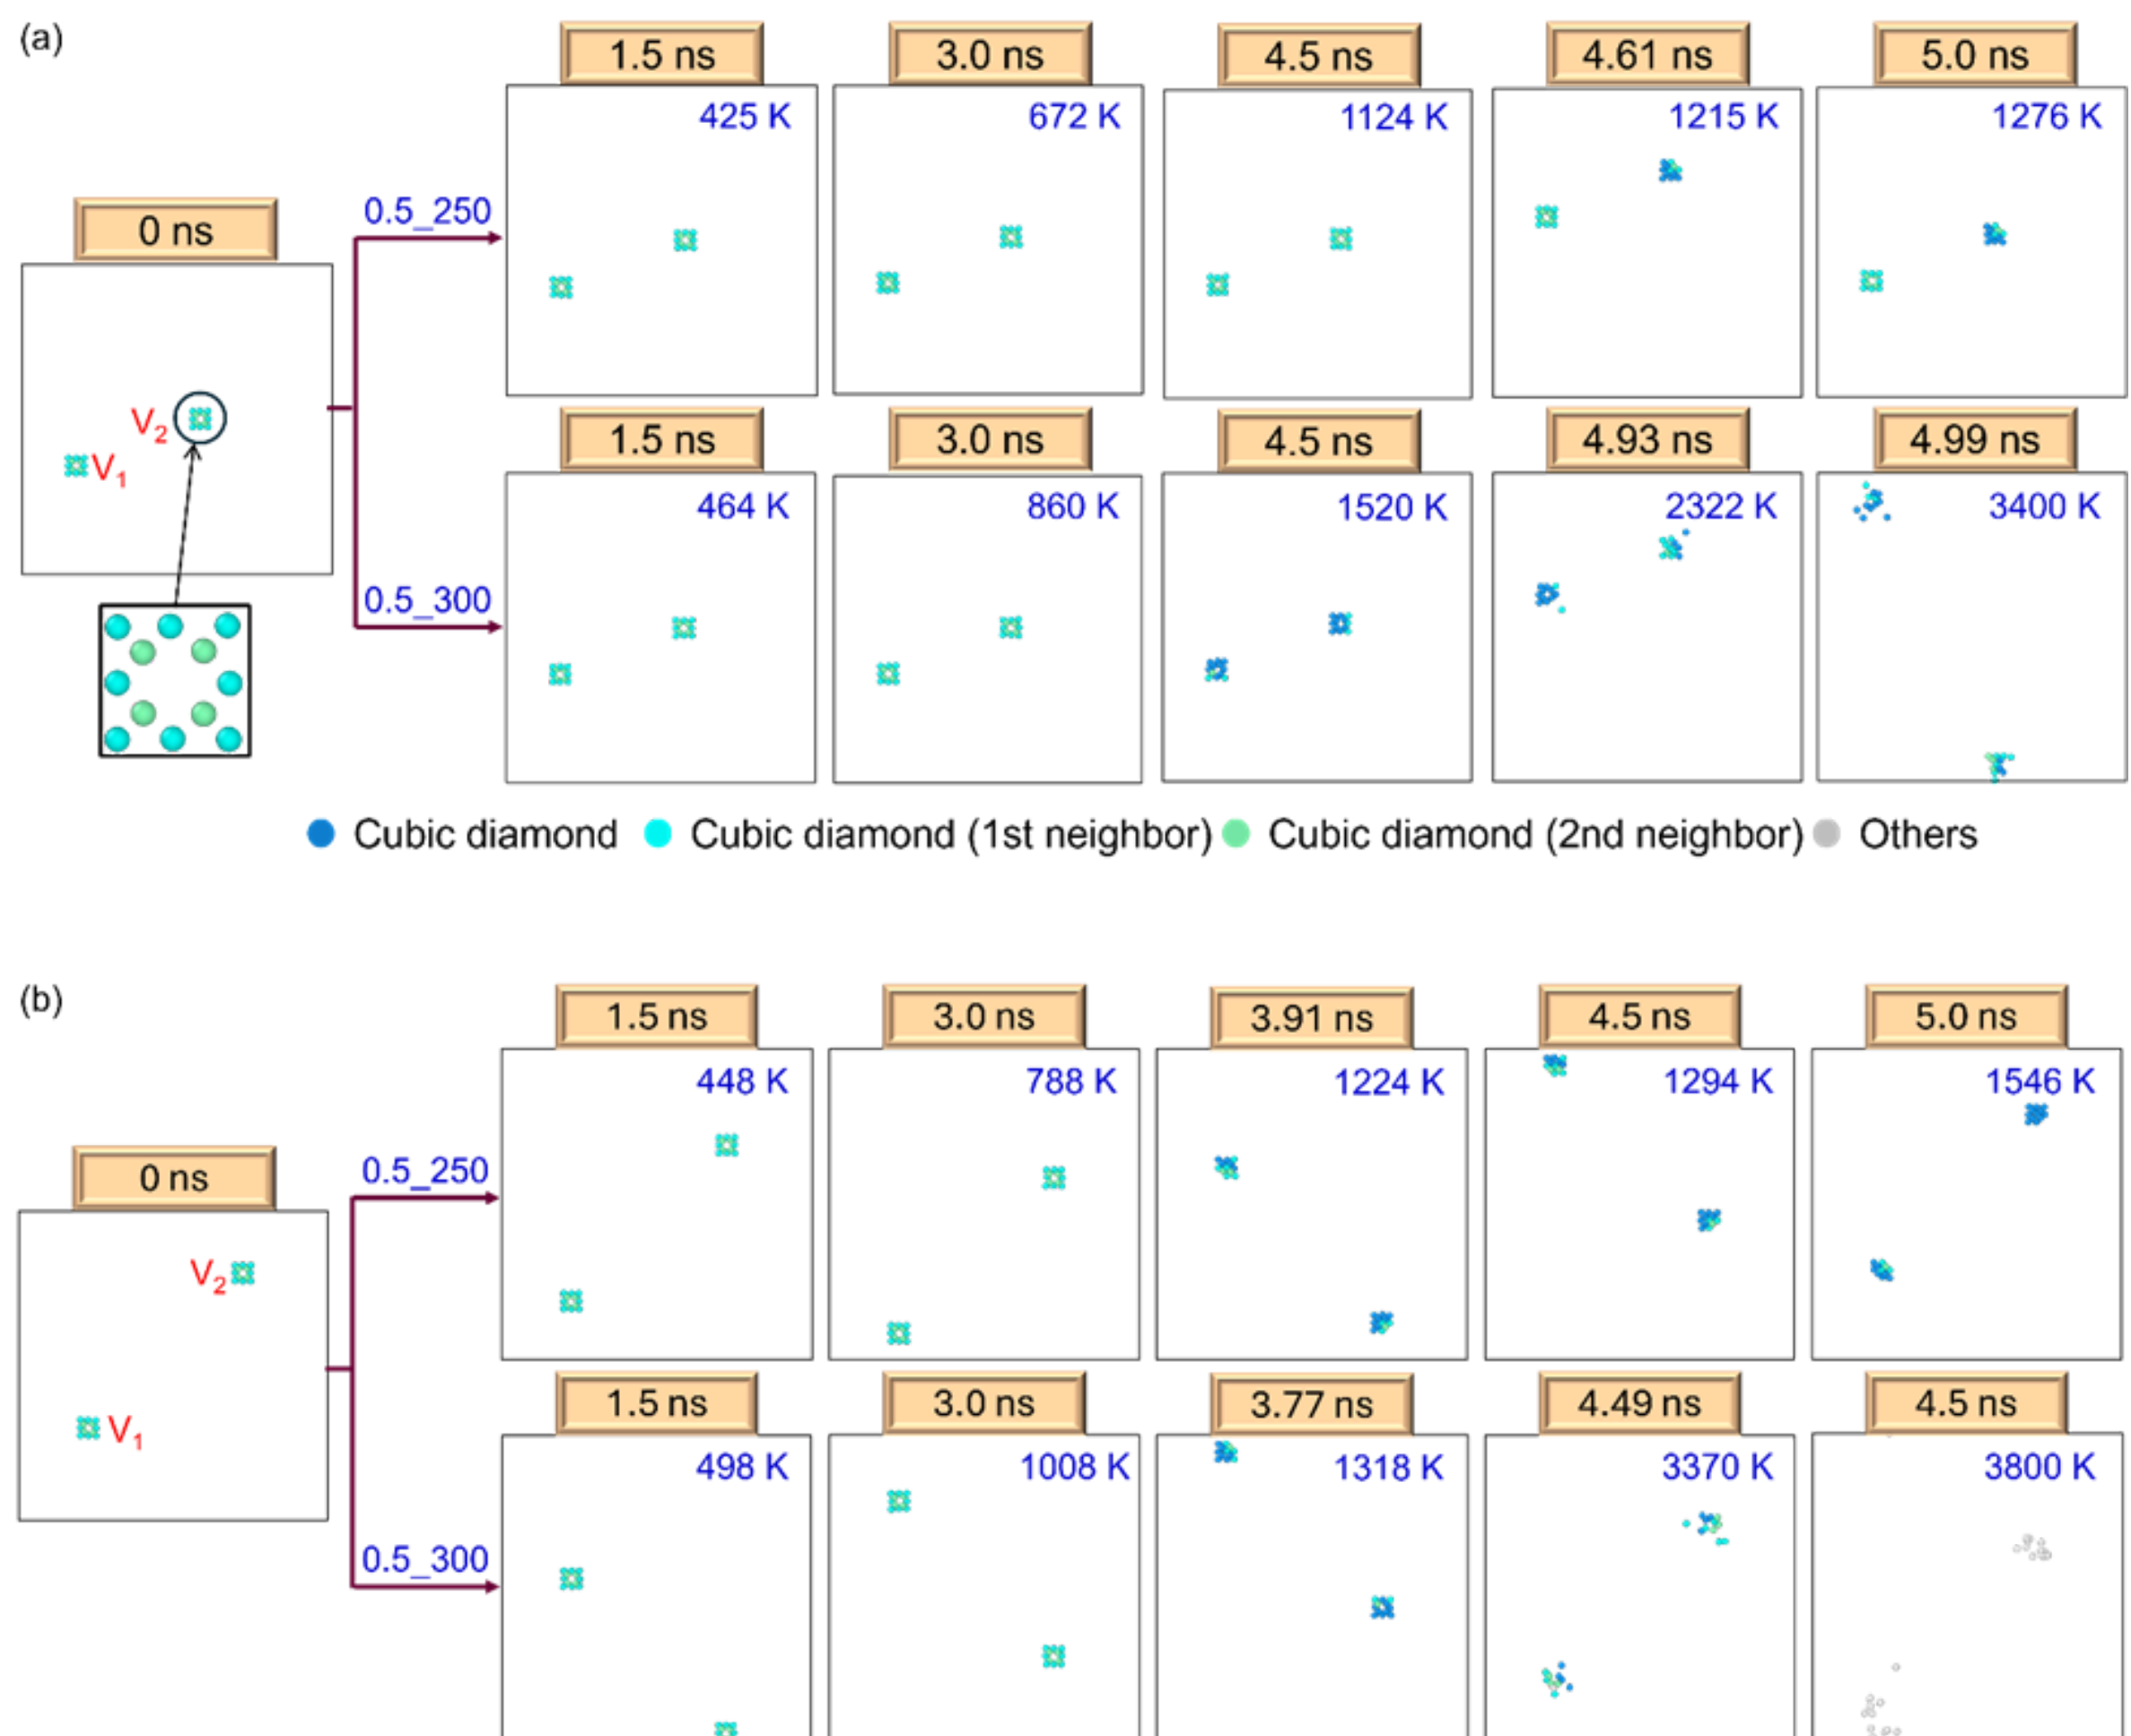 (a)
1.5 ns 3.0 ns 4.5 ns 4.61 ns 5.0 ns
425 K 672 K 1124 K 1215 K 1276 K
0 ns
0.5_250
V2
V1
1.5 ns 3.0 ns 4.5 ns 4.93 ns 4.99 ns
464 K 860 K 1520 K 2322 K 3400 K
0.5_300
Cubic diamond Cubic diamond (1st neighbor) Cubic diamond (2nd neighbor) Others
(b)
1.5 ns 3.0 ns 3.91 ns 4.5 ns 5.0 ns
448 K 788 K 1224 K 1294 K 1546 K
0 ns
0.5_250
V2
V1
1.5 ns 3.0 ns 3.77 ns 4.49 ns 4.5 ns
498 K 1008 K 1318 K 3370 K 3800 K
0.5_300